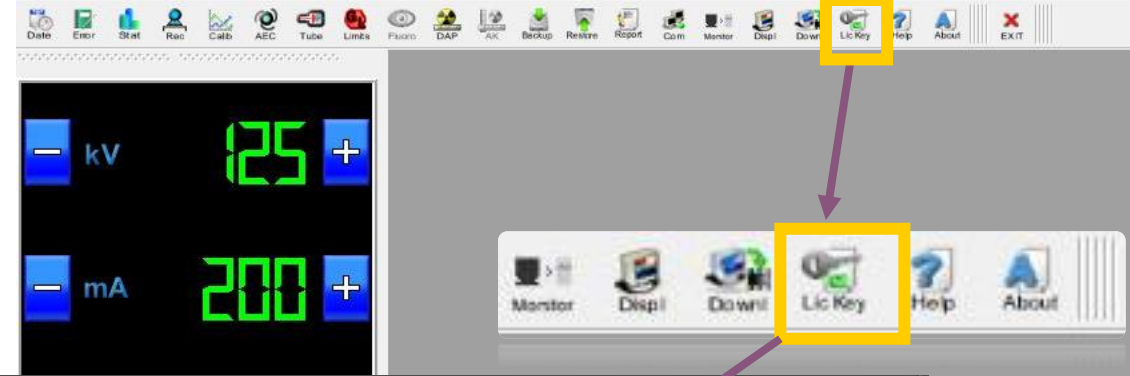 Date Error Stat Rec Calib AEC Tube Limits Fluoro DAP AK Backup Restore Report Com Monitor Displ Downl Lic Key Help About EXIT
kV 125
mA 200
Monitor Displ Downl Lic Key Help About